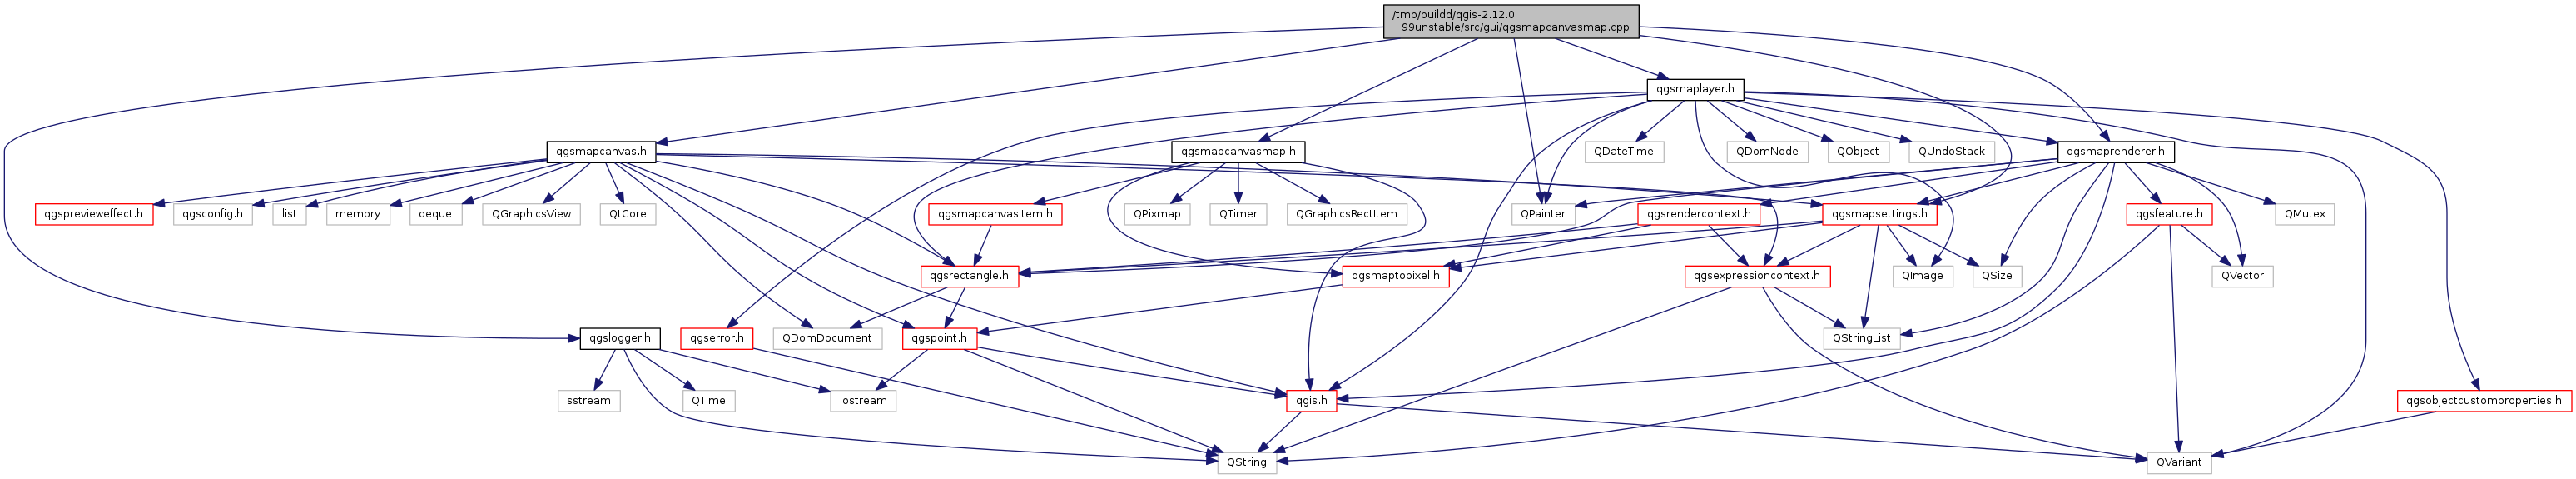 /tmp/buildd/qgis-2.12.0
+99unstable/src/gui/qgsmapcanvasmap.cpp
qgsmaplayer.h
qgsmapcanvas.h
qgsmapcanvasmap.h
QDateTime
QDomNode
QObject
QUndoStack
qgsmaprenderer.h
qgsprevieweffect.h
qgsconfig.h
list
memory
deque
QGraphicsView
QtCore
qgsmapcanvasitem.h
QPixmap
QTimer
QGraphicsRectItem
QPainter
qgsrendercontext.h
qgsmapsettings.h
qgsfeature.h
QMutex
qgsrectangle.h
qgsmaptopixel.h
qgsexpressioncontext.h
QImage
QSize
QVector
qgslogger.h
qgserror.h
QDomDocument
qgspoint.h
QStringList
sstream
QTime
iostream
qgis.h
qgsobjectcustomproperties.h
QString
QVariant